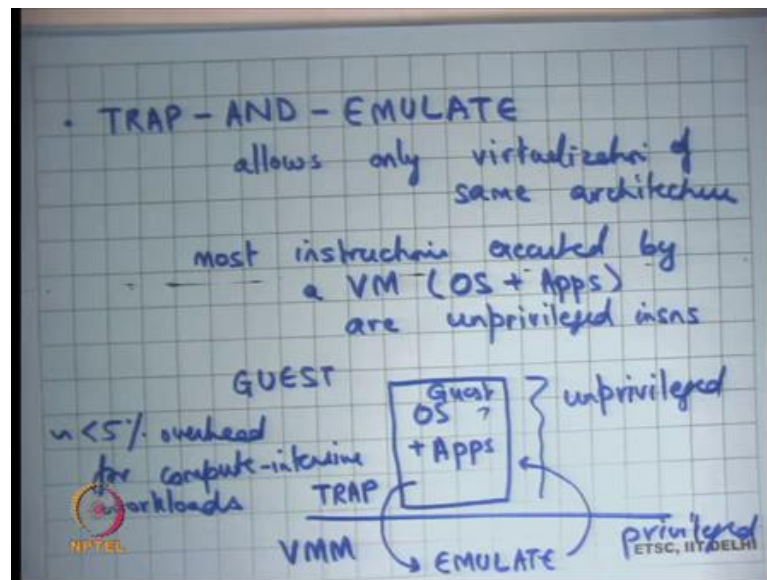 • TRAP - AND - EMULATE
allows only virtualization of
same architecture
most instructions executed by
a VM (OS + Apps)
are unprivileged insns
GUEST
Guest
OS
+ Apps
unprivileged
~ <5% overhead
for compute-intensive
workloads
TRAP
VMM
EMULATE
privileged
NPTEL
ETSC, IIT DELHI